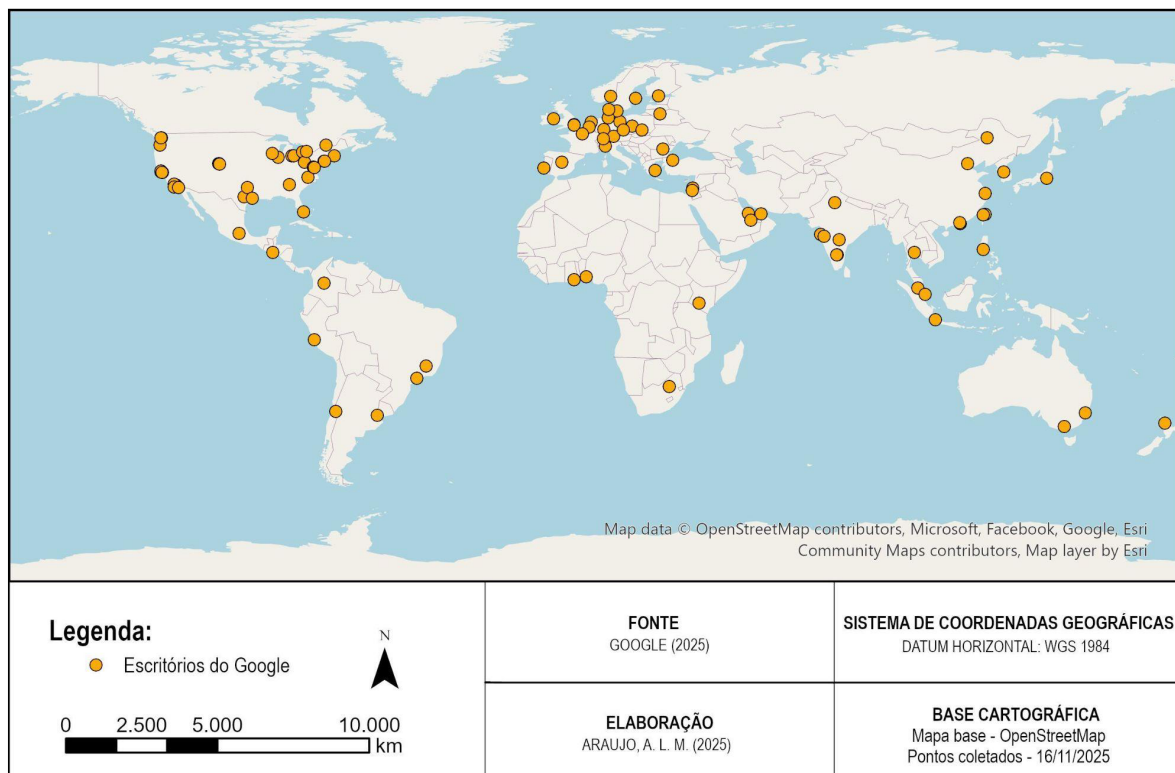 Map data © OpenStreetMap contributors, Microsoft, Facebook, Google, Esri
Community Maps contributors, Map layer by Esri
Legenda:
Escritórios do Google
N
0 2.500 5.000 10.000
km
FONTE
GOOGLE (2025)
SISTEMA DE COORDENADAS GEOGRÁFICAS
DATUM HORIZONTAL: WGS 1984
ELABORAÇÃO
ARAUJO, A. L. M. (2025)
BASE CARTOGRÁFICA
Mapa base - OpenStreetMap
Pontos coletados - 16/11/2025